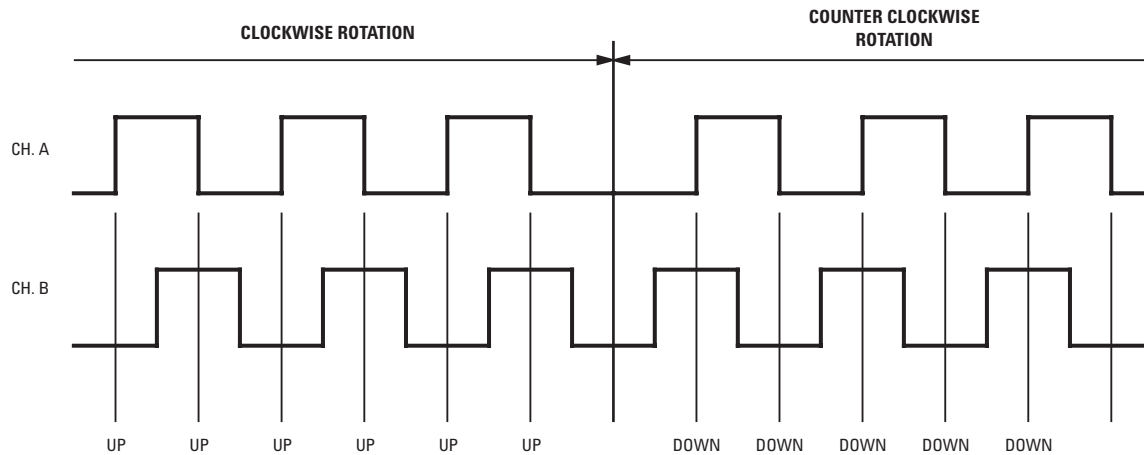 CLOCKWISE ROTATION
COUNTER CLOCKWISE
ROTATION
CH. A
CH. B
UP UP UP UP UP UP DOWN DOWN DOWN DOWN DOWN